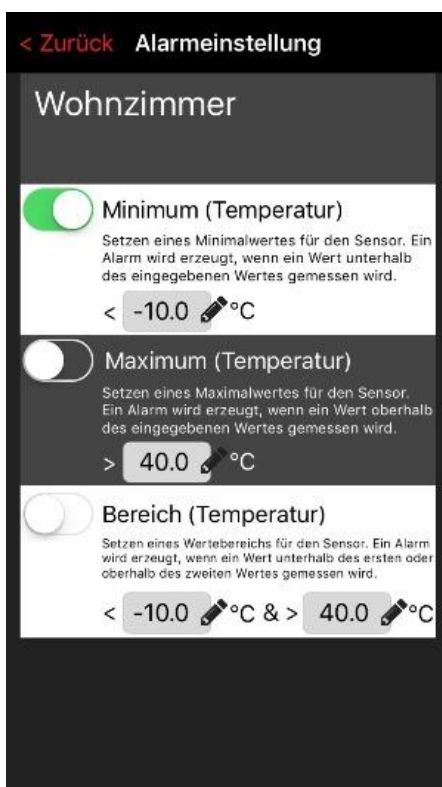 < Zurück Alarmeinstellung
Wohnzimmer
Minimum (Temperatur)
Setzen eines Minimalwertes für den Sensor. Ein
Alarm wird erzeugt, wenn ein Wert unterhalb
des eingegebenen Wertes gemessen wird.
< -10.0 °C
Maximum (Temperatur)
Setzen eines Maximalwertes für den Sensor.
Ein Alarm wird erzeugt, wenn ein Wert oberhalb
des eingegebenen Wertes gemessen wird.
> 40.0 °C
Bereich (Temperatur)
Setzen eines Wertebereichs für den Sensor. Ein Alarm
wird erzeugt, wenn ein Wert unterhalb des ersten oder
oberhalb des zweiten Wertes gemessen wird.
< -10.0 °C & > 40.0 °C